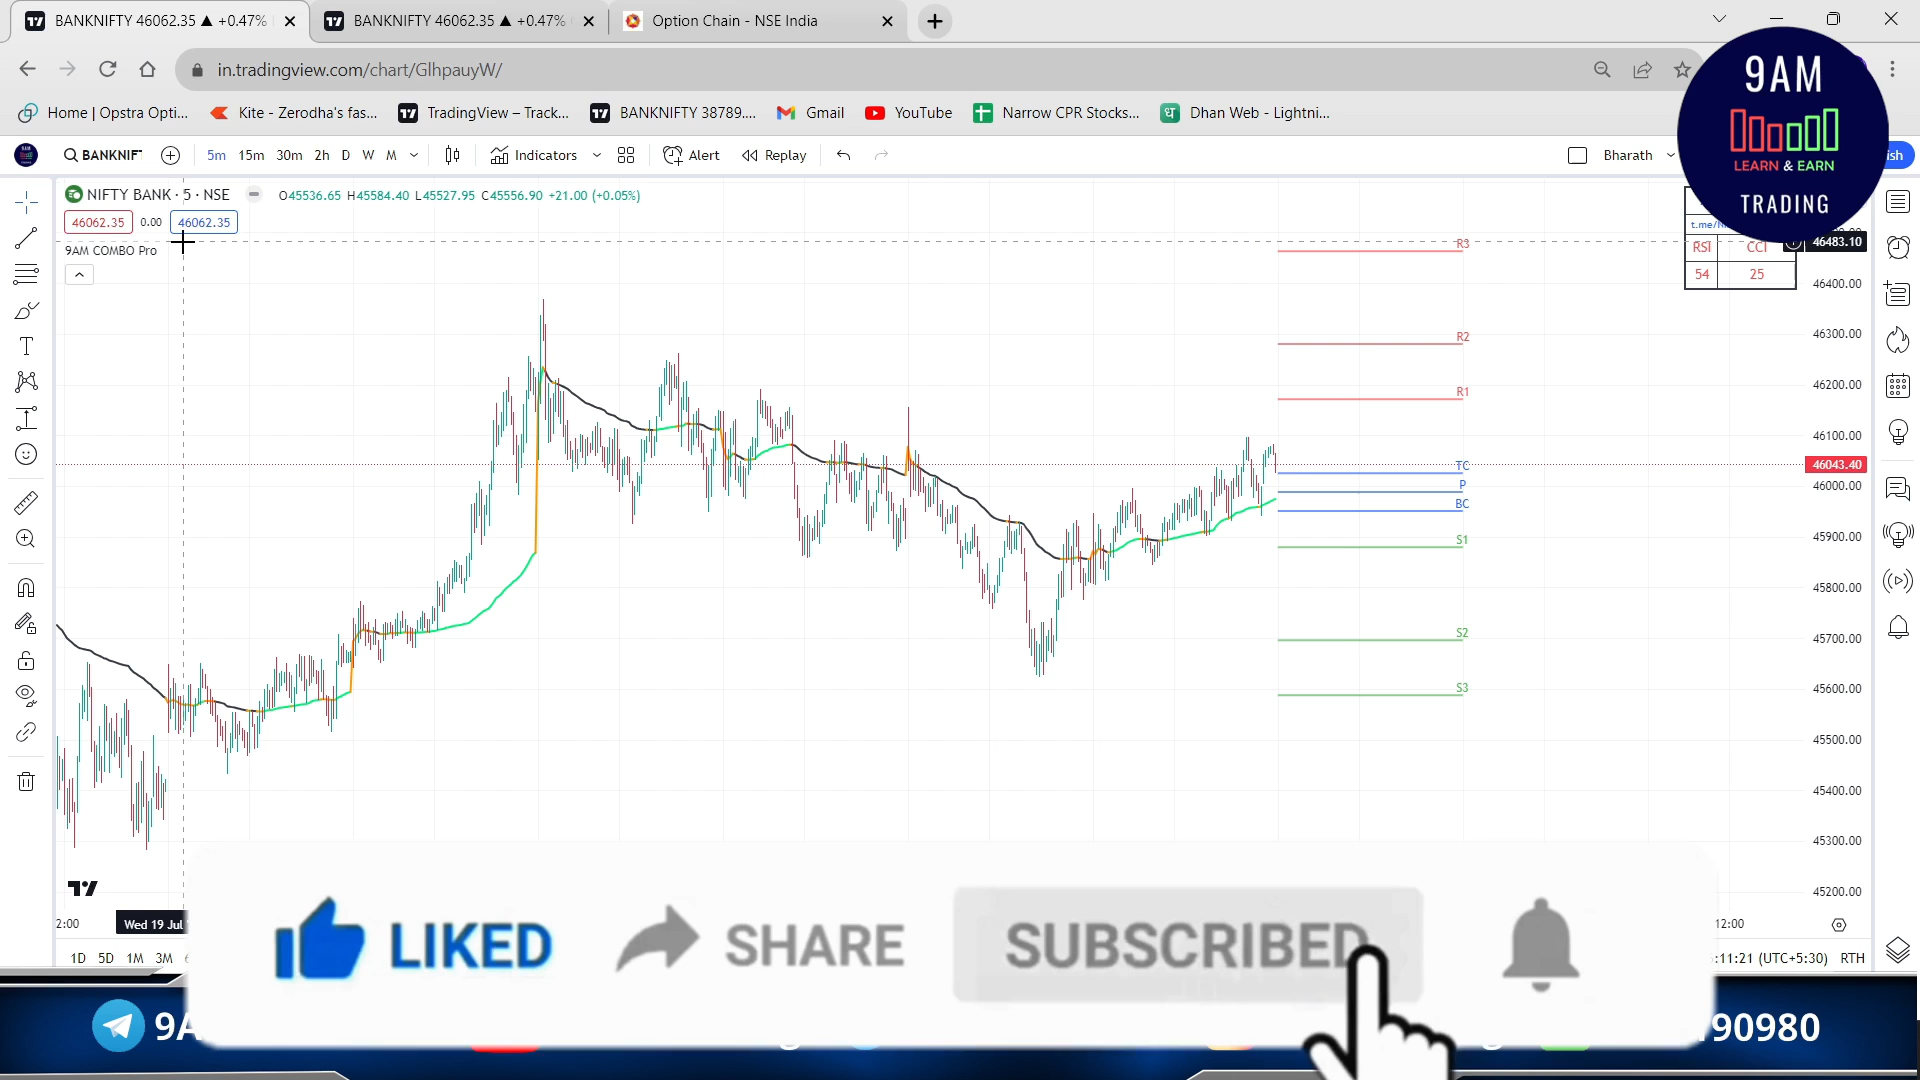 BANKNIFTY 46062.35 ▲ +0.47%
BANKNIFTY 46062.35 ▲ +0.47%
Option Chain - NSE India
in.tradingview.com/chart/GlhpauyW/
Home | Opstra Opti...
Kite - Zerodha's fas...
TradingView – Track...
BANKNIFTY 38789....
Gmail
YouTube
Narrow CPR Stocks...
Dhan Web - Lightni...
9AM
LEARN & EARN
TRADING
BANKNIF
5m 15m 30m 2h D W M
Indicators
Alert
Replay
Bharath
ish
NIFTY BANK · 5 · NSE
O45536.65 H45584.40 L45527.95 C45556.90 +21.00 (+0.05%)
46062.35 0.00 46062.35
9AM COMBO Pro
RSI CCI
54 25
R3
R2
R1
TC
P
BC
S1
S2
S3
46483.10
46400.00
46300.00
46200.00
46100.00
46043.40
46000.00
45900.00
45800.00
45700.00
45600.00
45500.00
45400.00
45300.00
45200.00
2:00
Wed 19 Jul
12:00
1D 5D 1M 3M
:11:21 (UTC+5:30) RTH
LIKED
SHARE
SUBSCRIBED
90980